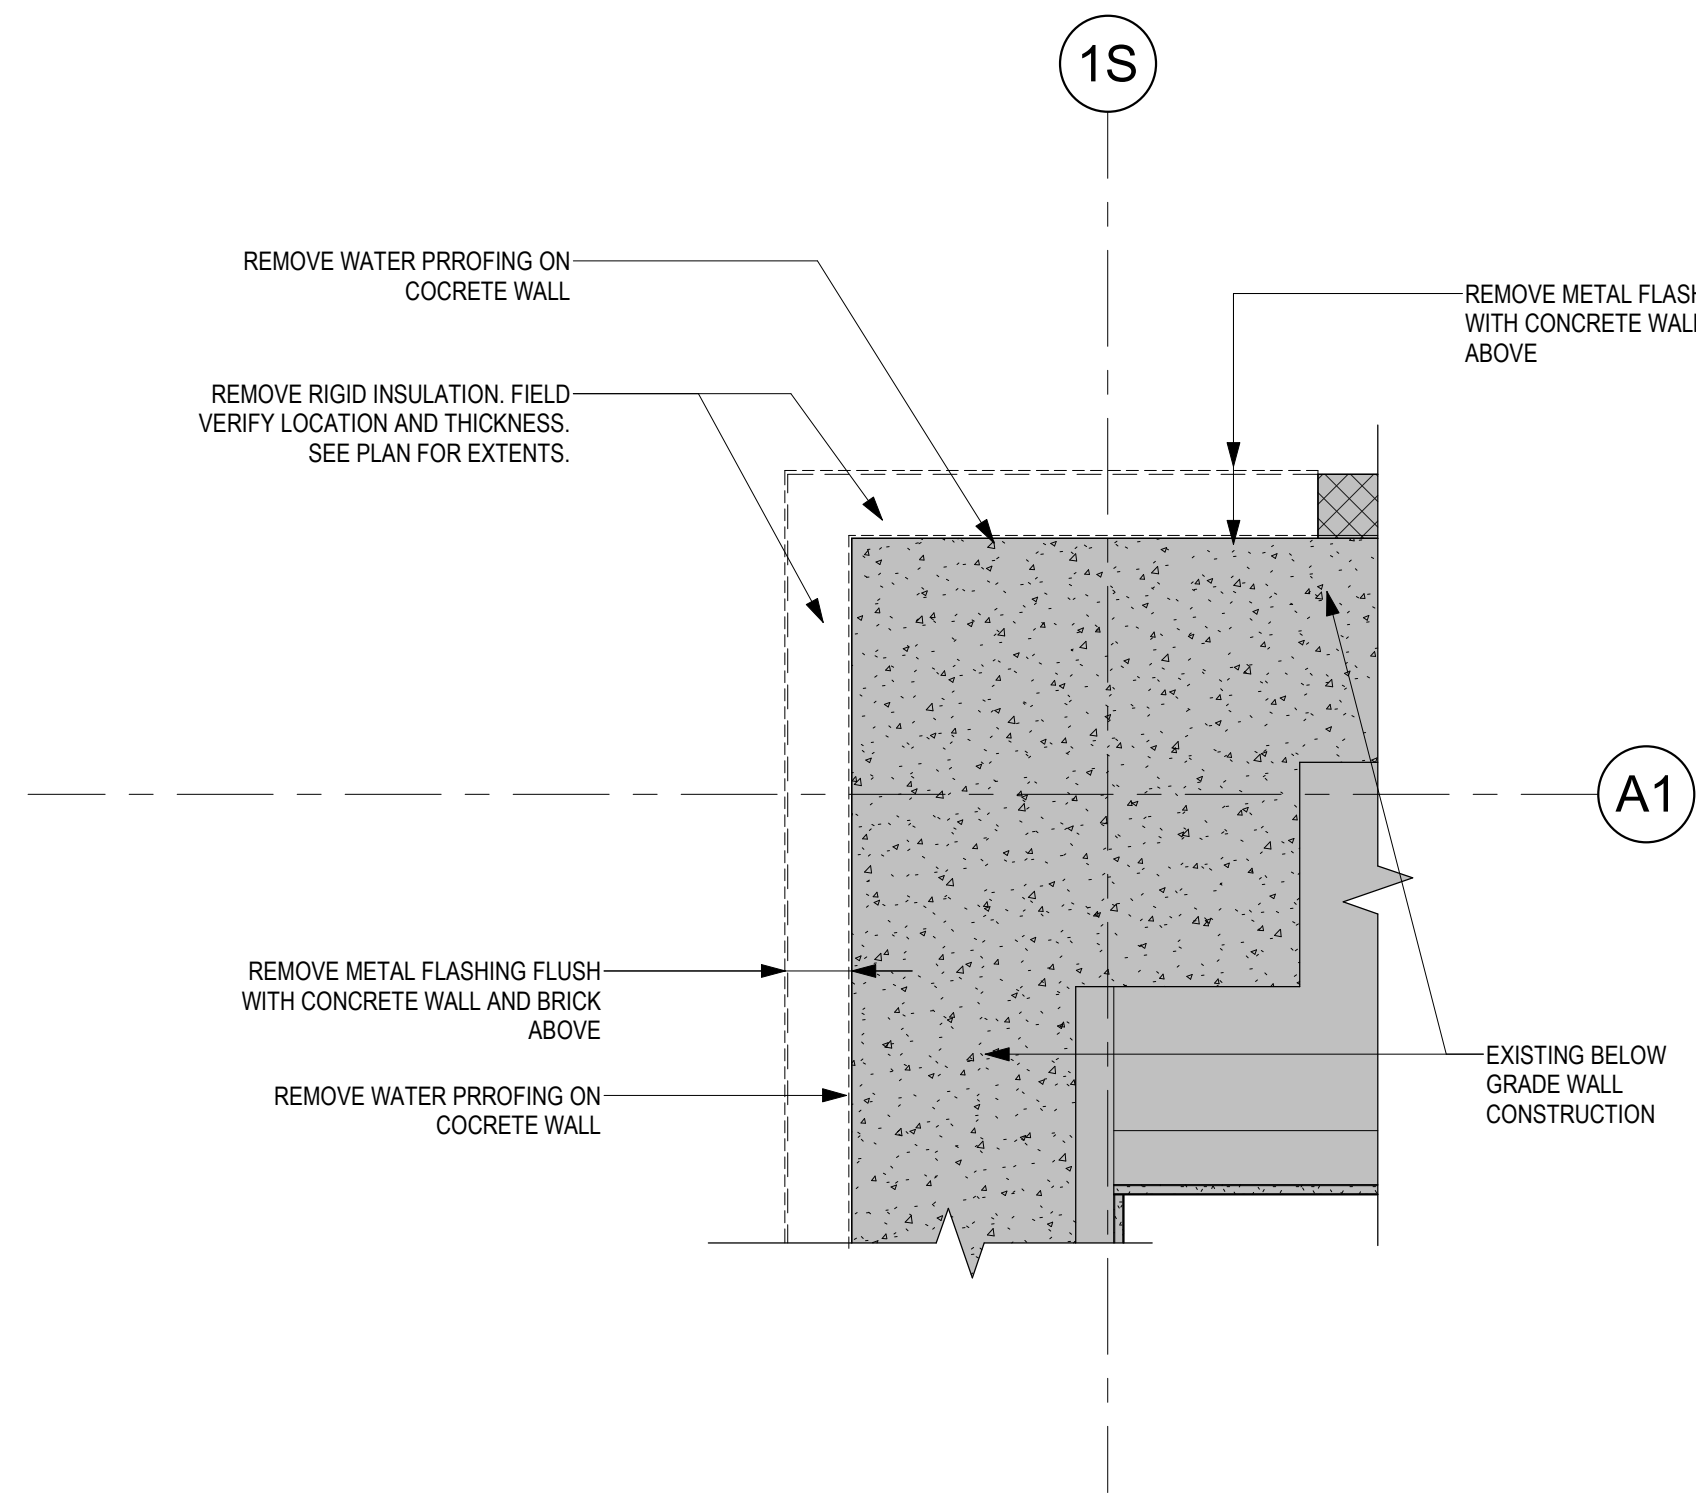 1S
REMOVE WATER PRROFING ON
COCRETE WALL
REMOVE METAL
WITH CONCRETE
ABOVE
REMOVE RIGID INSULATION. FIELD
VERIFY LOCATION AND THICKNESS.
SEE PLAN FOR EXTENTS.
A1
REMOVE METAL FLASHING FLUSH
WITH CONCRETE WALL AND BRICK
ABOVE
REMOVE WATER PRROFING ON
COCRETE WALL
EXISTING BELOW
GRADE WALL
CONSTRUCTION